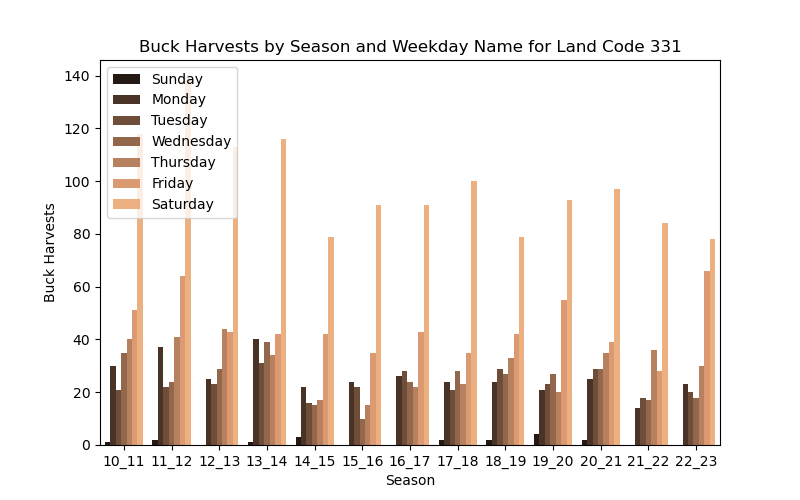 Buck Harvests by Season and Weekday Name for Land Code 331
140
120
100
80
60
40
20
0
Buck Harvests
Sunday
Monday
Tuesday
Wednesday
Thursday
Friday
Saturday
10_11 11_12 12_13 13_14 14_15 15_16 16_17 17_18 18_19 19_20 20_21 21_22 22_23
Season